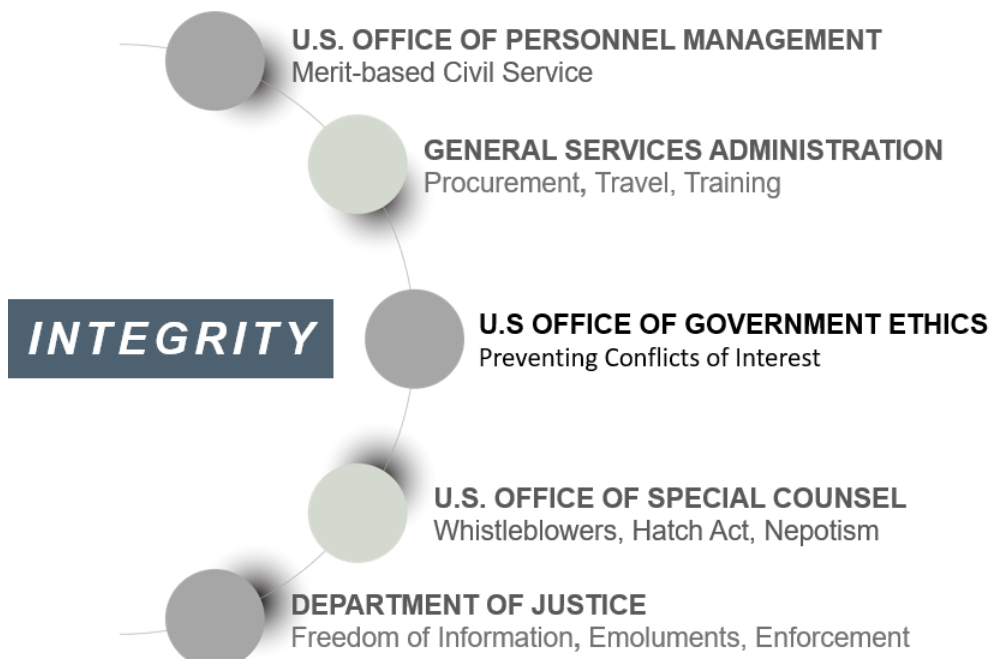 U.S. OFFICE OF PERSONNEL MANAGEMENT
Merit-based Civil Service
GENERAL SERVICES ADMINISTRATION
Procurement, Travel, Training
INTEGRITY
U.S OFFICE OF GOVERNMENT ETHICS
Preventing Conflicts of Interest
U.S. OFFICE OF SPECIAL COUNSEL
Whistleblowers, Hatch Act, Nepotism
DEPARTMENT OF JUSTICE
Freedom of Information, Emoluments, Enforcement